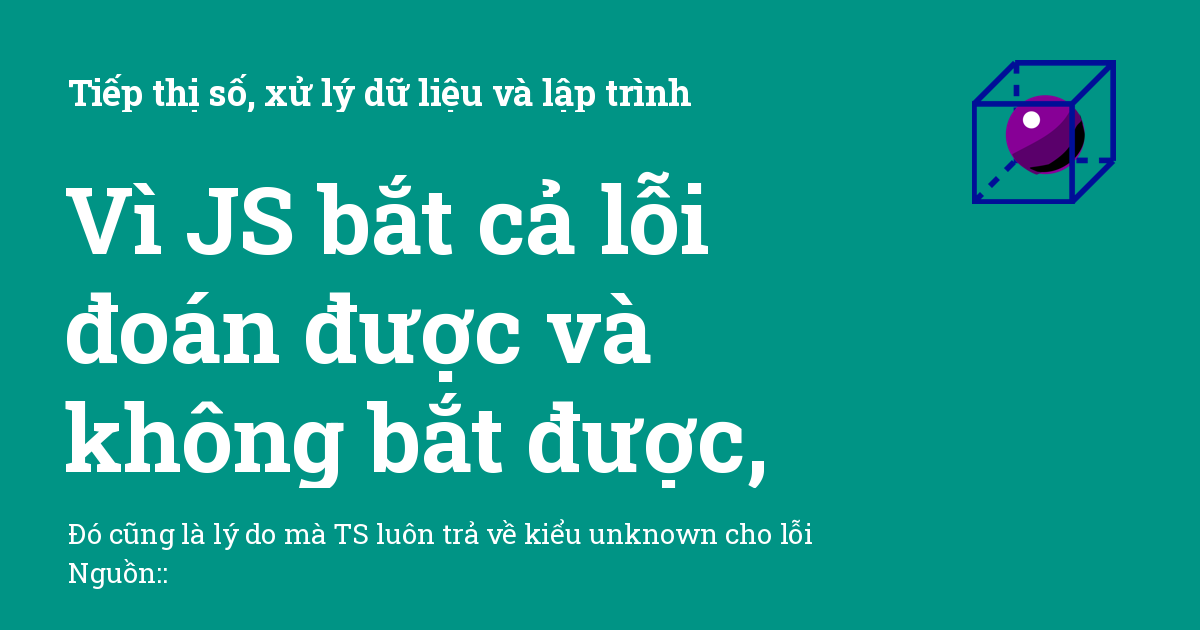 Tiếp thị số, xử lý dữ liệu và lập trình
Vì JS bắt cả lỗi
đoán được và
không bắt được,
Đó cũng là lý do mà TS luôn trả về kiểu unknown cho lỗi
Nguồn::